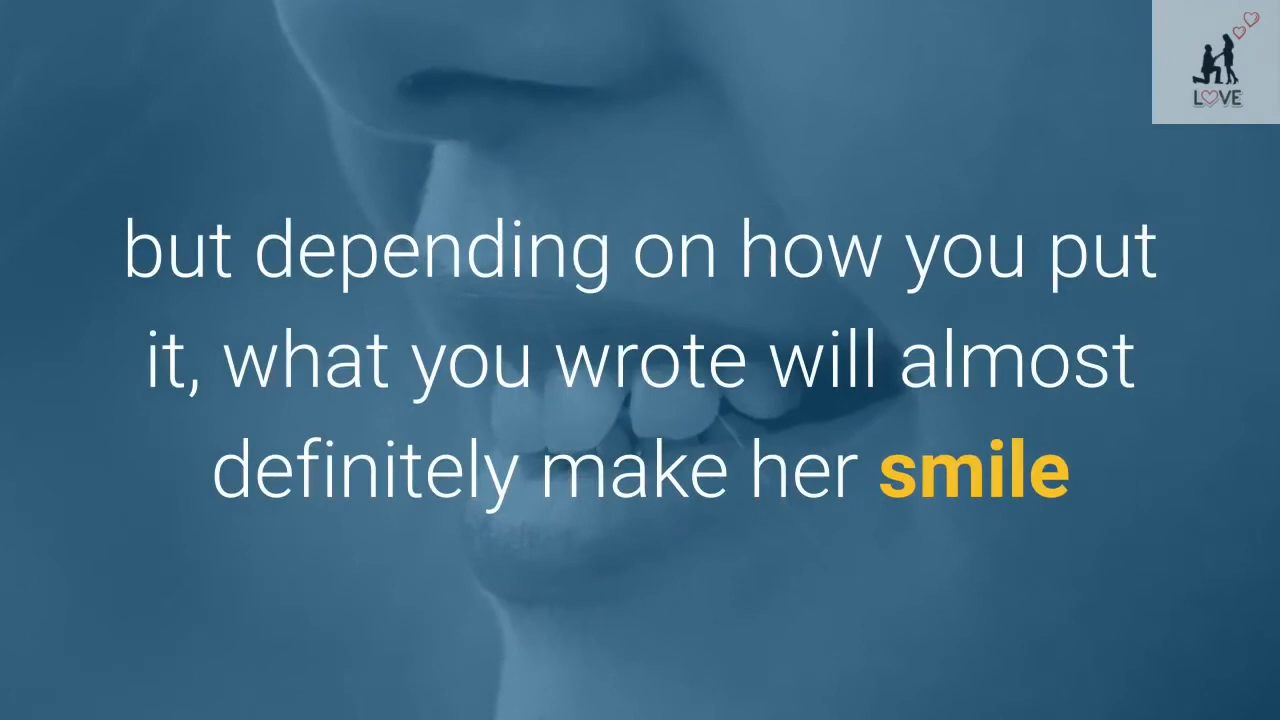 LOVE
but depending on how you put
it, what you wrote will almost
definitely make her smile